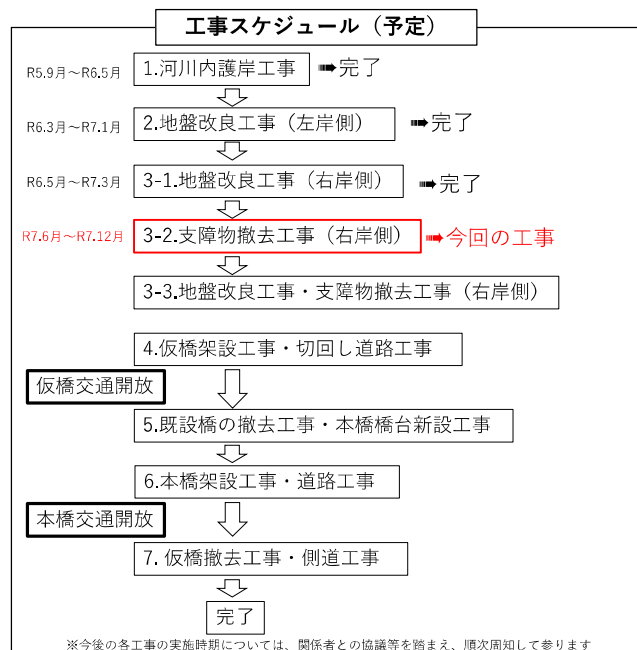 工事スケジュール（予定）
R5.9月～R6.5月 1.河川内護岸工事 ➠完了
R6.3月～R7.1月 2.地盤改良工事（左岸側） ➠完了
R6.5月～R7.3月 3-1.地盤改良工事（右岸側） ➠完了
R7.6月～R7.12月 3-2.支障物撤去工事（右岸側） ➠今回の工事
3-3.地盤改良工事・支障物撤去工事（右岸側）
4.仮橋架設工事・切回し道路工事
仮橋交通開放
5.既設橋の撤去工事・本橋橋台新設工事
6.本橋架設工事・道路工事
本橋交通開放
7. 仮橋撤去工事・側道工事
完了
※今後の各工事の実施時期については、関係者との協議等を踏まえ、順次周知して参ります